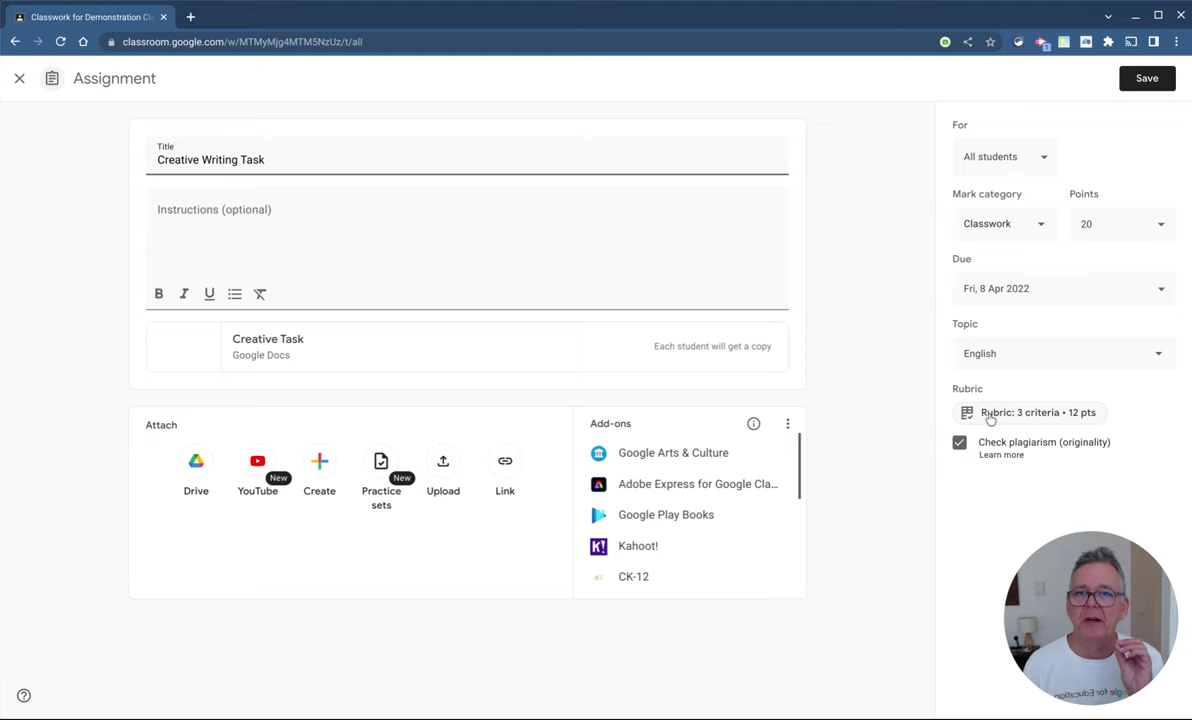 Classwork for Demonstration Cl
classroom.google.com/w/MTMyMjg4MTM5NzUz/t/all
1
Assignment
Save
Title
Creative Writing Task
Instructions (optional)
B I U
Creative Task
Google Docs
Each student will get a copy
Attach
Drive
YouTube
New
Create
Practice sets
New
Upload
Link
Add-ons
Google Arts & Culture
Adobe Express for Google Cla...
Google Play Books
K!
Kahoot!
CK-12
For
All students
Mark category
Points
Classwork
20
Due
Fri, 8 Apr 2022
Topic
English
Rubric
Rubric: 3 criteria • 12 pts
Check plagiarism (originality)
Learn more
Google for Education